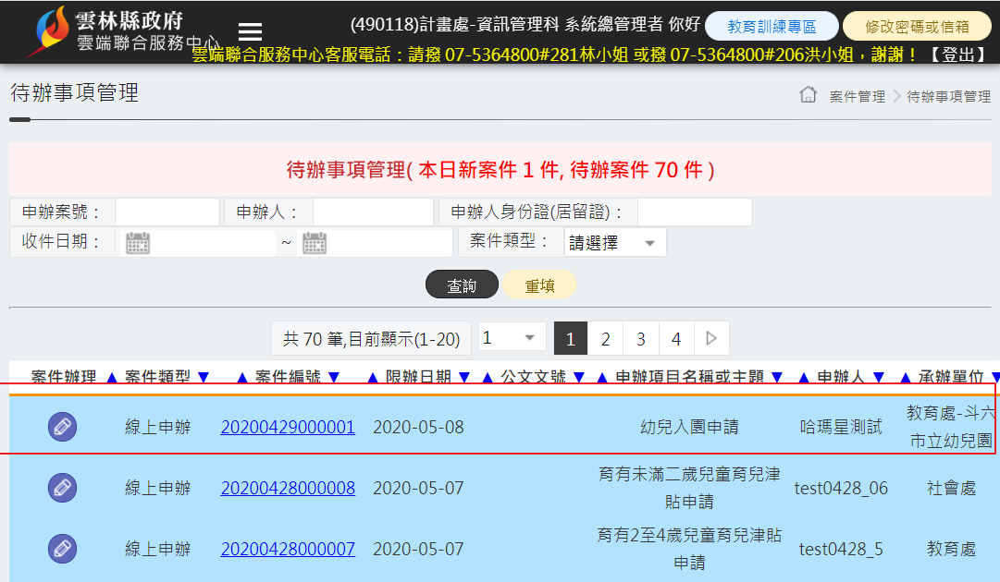 雲林縣政府
雲端聯合服務中心
(490118)計畫處-資訊管理科 系統總管理者 你好
教育訓練專區
修改密碼或信箱
雲端聯合服務中心客服電話：請撥 07-5364800#281林小姐 或撥 07-5364800#206洪小姐，謝謝！【登出】
待辦事項管理
案件管理
待辦事項管理
待辦事項管理( 本日新案件 1 件, 待辦案件 70 件 )
申辦案號：
申辦人：
申辦人身份證(居留證)：
收件日期：
~
案件類型：
請選擇
查詢
重填
共 70 筆,目前顯示(1-20)
1
1 2 3 4
案件辦理 ▲ 案件類型 ▼ ▲ 案件編號 ▼ ▲ 限辦日期 ▼ ▲ 公文文號 ▼ ▲ 申辦項目名稱或主題 ▼ ▲ 申辦人 ▼ ▲ 承辦單位 ▼
線上申辦 20200429000001 2020-05-08 幼兒入園申請 哈瑪星測試
教育處-斗六
市立幼兒園
線上申辦 20200428000008 2020-05-07
育有未滿二歲兒童育兒津
貼申請
test0428_06 社會處
線上申辦 20200428000007 2020-05-07
育有2至4歲兒童育兒津貼
申請
test0428_5 教育處